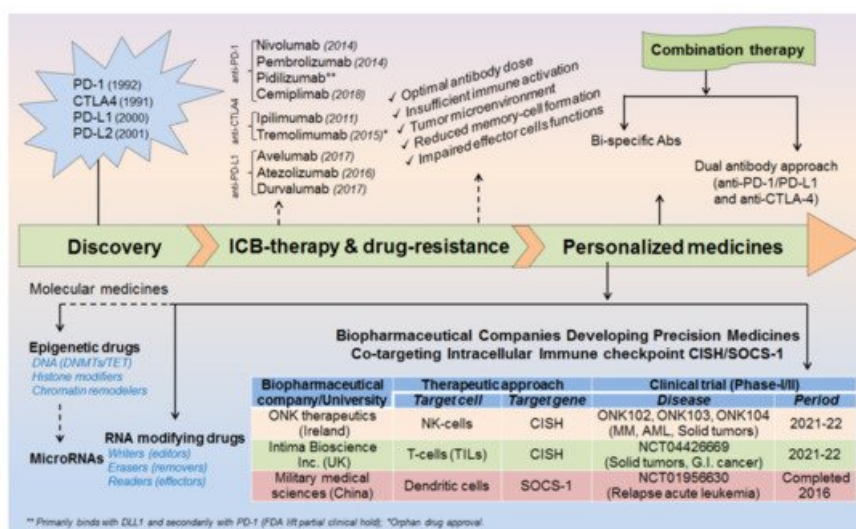 PD-1 (1992)
CTLA4 (1991)
PD-L1 (2000)
PD-L2 (2001)
anti-PD-1
Nivolumab (2014)
Pembrolizumab (2014)
Pidilizumab**
Cemiplimab (2018)
anti-CTLA4
Ipilimumab (2011)
Tremolimumab (2015)*
anti-PD-L1
Avelumab (2017)
Atezolizumab (2016)
Durvalumab (2017)
✓ Optimal antibody dose
✓ Insufficient immune activation
✓ Tumor microenvironment
✓ Reduced memory-cell formation
✓ Impaired effector cells functions
Combination therapy
Bi-specific Abs
Dual antibody approach
(anti-PD-1/PD-L1
and anti-CTLA-4)
Discovery
ICB-therapy & drug-resistance
Personalized medicines
Molecular medicines
Epigenetic drugs
DNA (DNMTs/TET)
Histone modifiers
Chromatin remodelers
MicroRNAs
RNA modifying drugs
Writers (editors)
Erasers (removers)
Readers (effectors)
Biopharmaceutical Companies Developing Precision Medicines
Co-targeting Intracellular Immune checkpoint CISH/SOCS-1
Biopharmaceutical company/University
Therapeutic approach
Clinical trial (Phase-I/II)
Target cell Target gene Disease Period
ONK therapeutics (Ireland)
NK-cells
CISH
ONK102, ONK103, ONK104
(MM, AML, Solid tumors)
2021-22
Intima Bioscience Inc. (UK)
T-cells (TILs)
CISH
NCT04426669
(Solid tumors, G.I. cancer)
2021-22
Military medical sciences (China)
Dendritic cells
SOCS-1
NCT01956630
(Relapse acute leukemia)
Completed 2016
** Primarily binds with DLL1 and secondarily with PD-1 (FDA lift partial clinical hold); *Orphan drug approval.